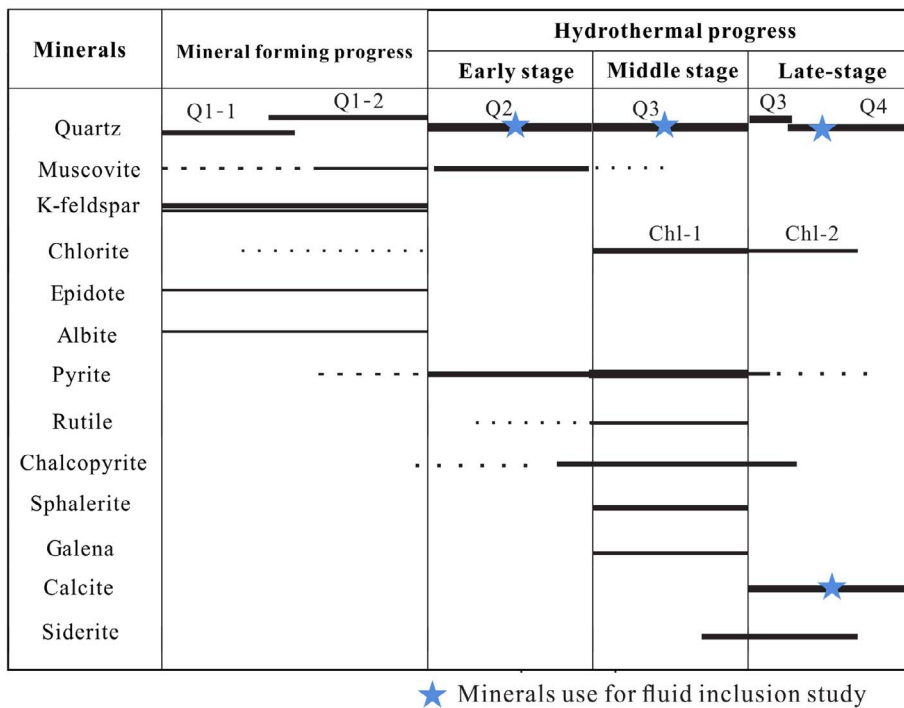 Minerals
Mineral forming progress
Hydrothermal progress
Early stage
Middle stage
Late-stage
Quartz
Q1-1
Q1-2
Q2
Q3
Q3
Q4
Muscovite
K-feldspar
Chlorite
Chl-1
Chl-2
Epidote
Albite
Pyrite
Rutile
Chalcopyrite
Sphalerite
Galena
Calcite
Siderite
Minerals use for fluid inclusion study